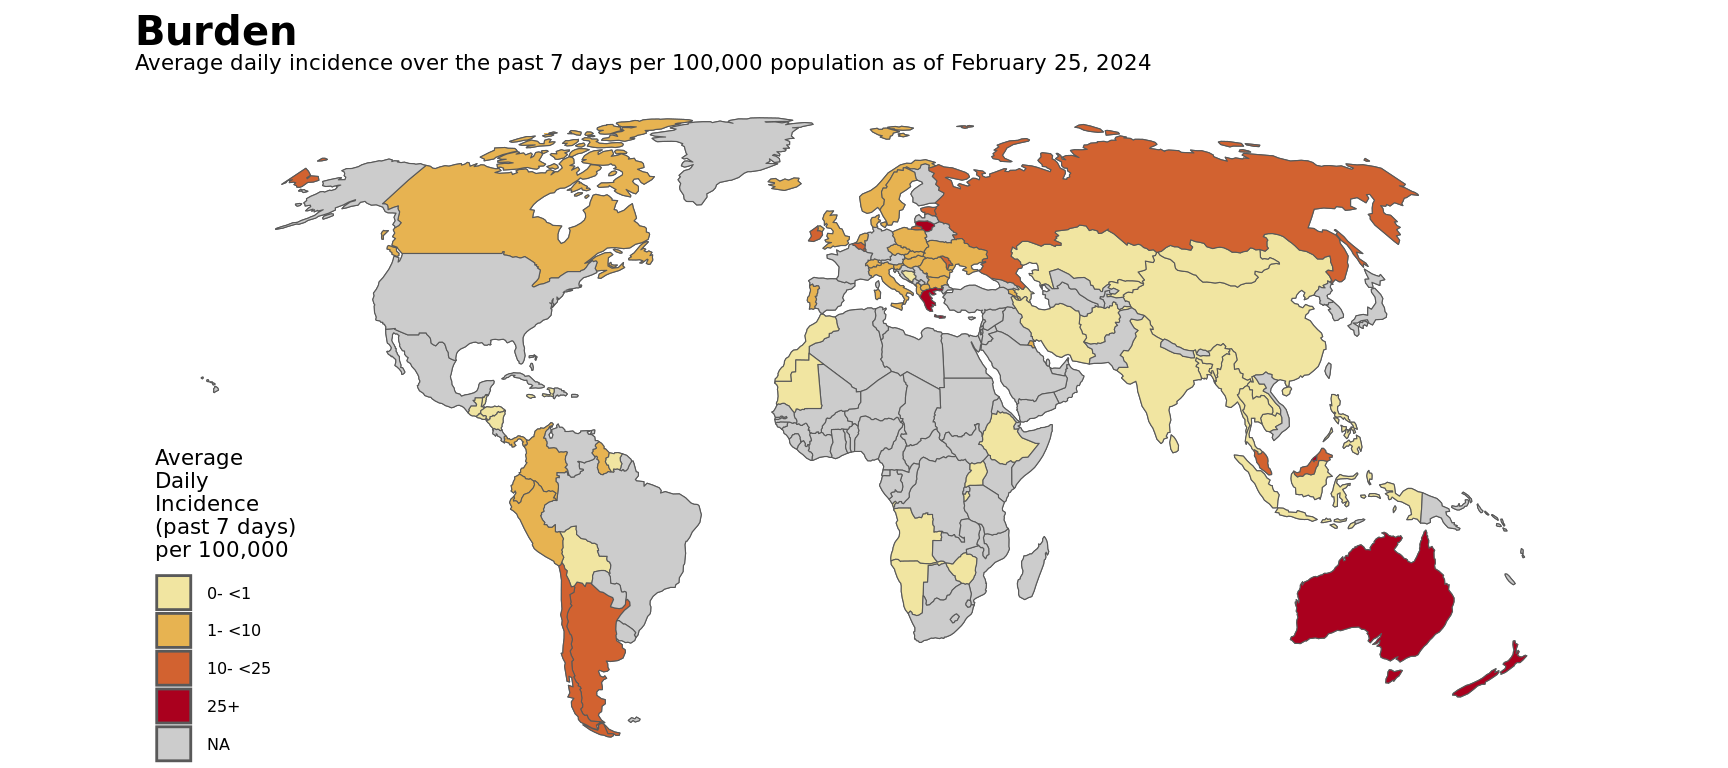 Burden
Average daily incidence over the past 7 days per 100,000 population as of February 25, 2024
Average
Daily
Incidence
(past 7 days)
per 100,000
0- <1
1- <10
10- <25
25+
NA